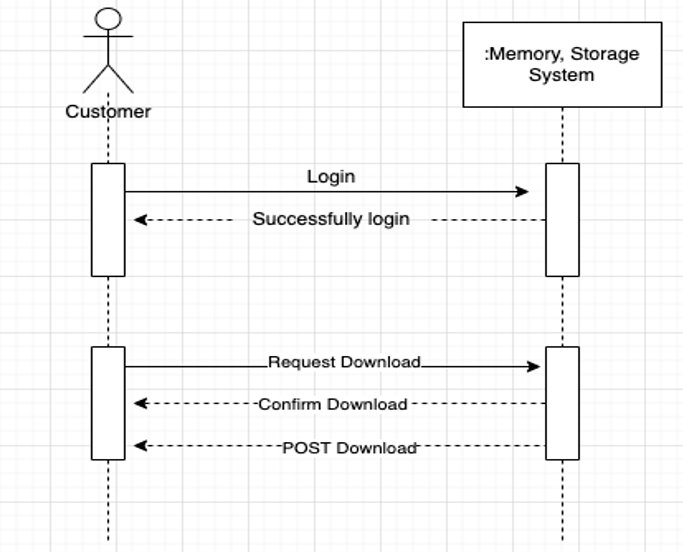 :Memory, Storage
System
Customer
Login
Successfully login
Request Download
Confirm Download
POST Download